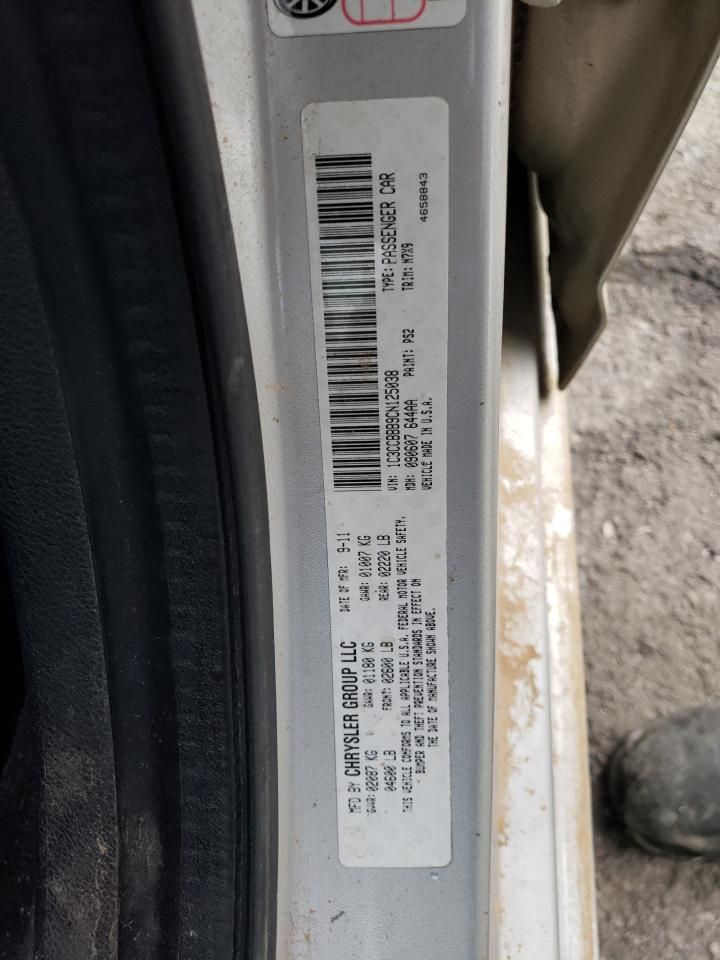 MFD BY CHRYSLER GROUP LLC
DATE OF MFR: 9-11
GVWR: 02087 KG
GAWR: 01180 KG
GAWR: 01007 KG
04600 LB
FRONT: 02600 LB
REAR: 02220 LB
THIS VEHICLE CONFORMS TO ALL APPLICABLE U.S.A. FEDERAL MOTOR VEHICLE SAFETY,
BUMPER AND THEFT PREVENTION STANDARDS IN EFFECT ON
THE DATE OF MANUFACTURE SHOWN ABOVE.
VIN: 1C3CCBBB9CN125038
TYPE: PASSENGER CAR
MDH: 090607 644AA
PAINT: PS2
TRIM: N7X9
VEHICLE MADE IN U.S.A.
4658843